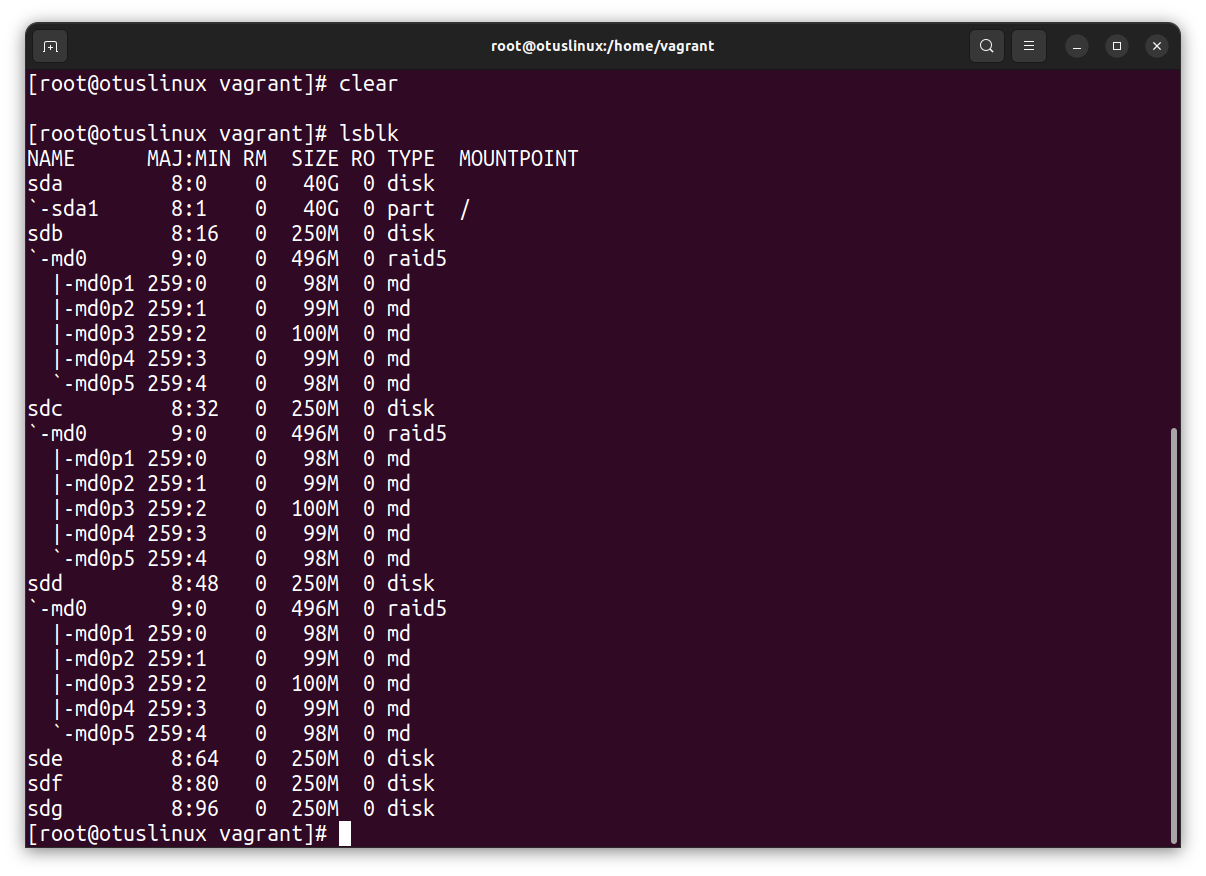 root@otuslinux:/home/vagrant
[root@otuslinux vagrant]# clear
[root@otuslinux vagrant]# lsblk
NAME      MAJ:MIN RM  SIZE RO TYPE  MOUNTPOINT
sda         8:0    0   40G  0 disk
`-sda1      8:1    0   40G  0 part  /
sdb         8:16   0  250M  0 disk
`-md0       9:0    0  496M  0 raid5
  |-md0p1 259:0    0   98M  0 md
  |-md0p2 259:1    0   99M  0 md
  |-md0p3 259:2    0  100M  0 md
  |-md0p4 259:3    0   99M  0 md
  `-md0p5 259:4    0   98M  0 md
sdc         8:32   0  250M  0 disk
`-md0       9:0    0  496M  0 raid5
  |-md0p1 259:0    0   98M  0 md
  |-md0p2 259:1    0   99M  0 md
  |-md0p3 259:2    0  100M  0 md
  |-md0p4 259:3    0   99M  0 md
  `-md0p5 259:4    0   98M  0 md
sdd         8:48   0  250M  0 disk
`-md0       9:0    0  496M  0 raid5
  |-md0p1 259:0    0   98M  0 md
  |-md0p2 259:1    0   99M  0 md
  |-md0p3 259:2    0  100M  0 md
  |-md0p4 259:3    0   99M  0 md
  `-md0p5 259:4    0   98M  0 md
sde         8:64   0  250M  0 disk
sdf         8:80   0  250M  0 disk
sdg         8:96   0  250M  0 disk
[root@otuslinux vagrant]#